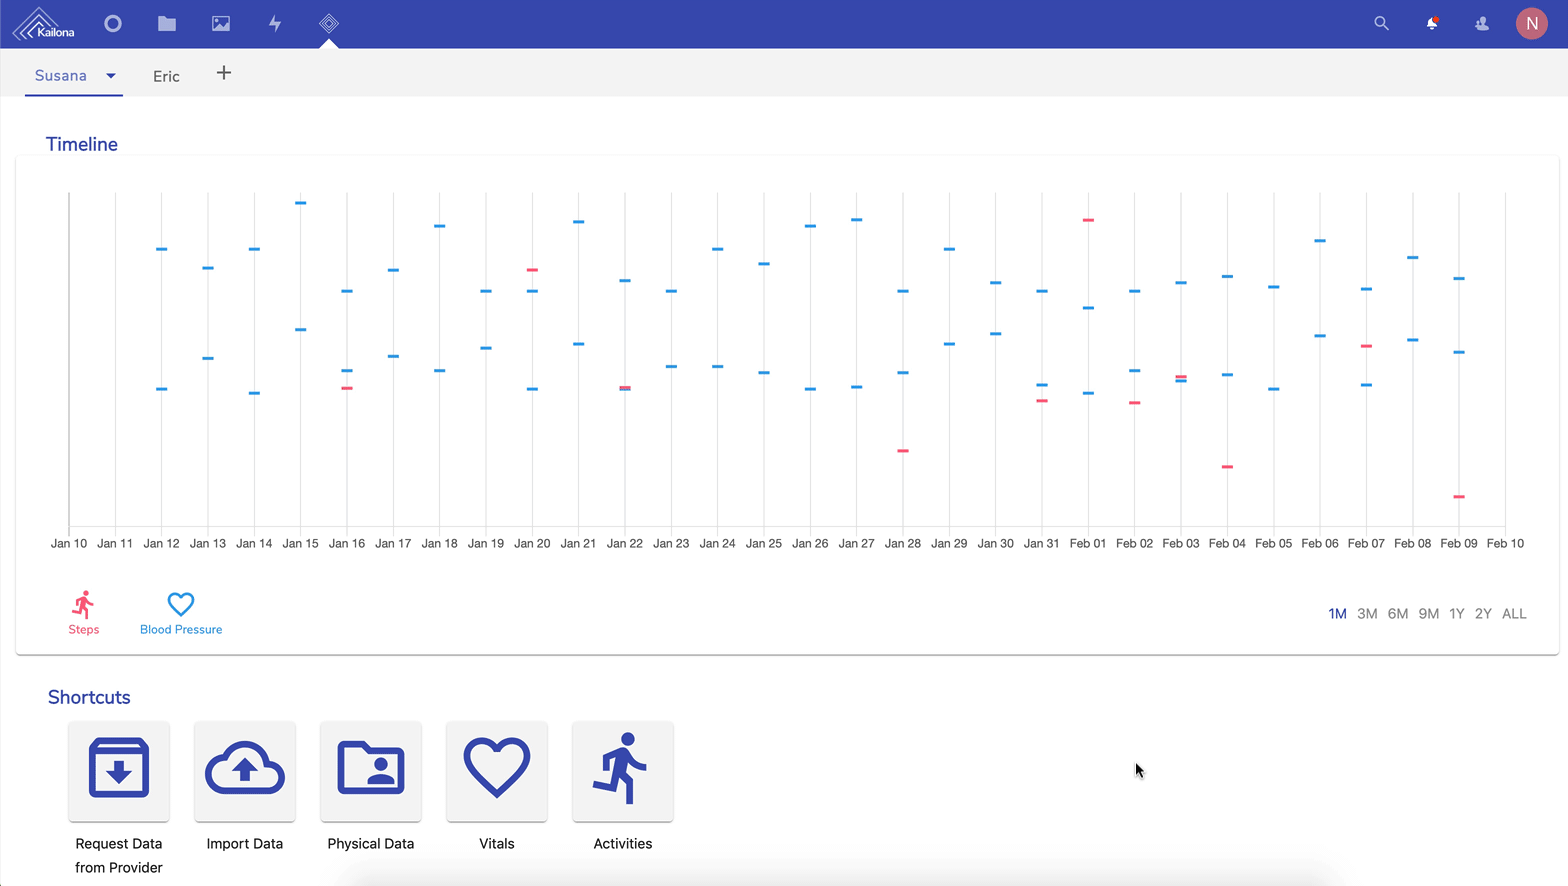 Kailona
N
Susana Eric +
Timeline
Jan 10 Jan 11 Jan 12 Jan 13 Jan 14 Jan 15 Jan 16 Jan 17 Jan 18 Jan 19 Jan 20 Jan 21 Jan 22 Jan 23 Jan 24 Jan 25 Jan 26 Jan 27 Jan 28 Jan 29 Jan 30 Jan 31 Feb 01 Feb 02 Feb 03 Feb 04 Feb 05 Feb 06 Feb 07 Feb 08 Feb 09 Feb 10
Steps Blood Pressure
1M 3M 6M 9M 1Y 2Y ALL
Shortcuts
Request Data
from Provider
Import Data
Physical Data
Vitals
Activities